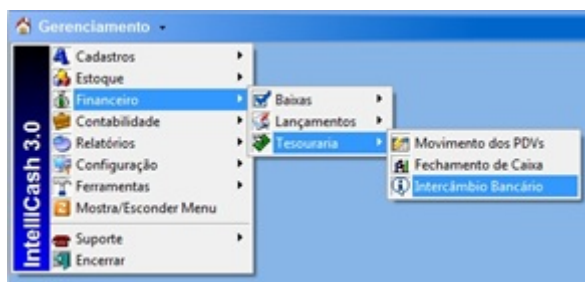 Gerenciamento
IntelliCash 3.0
Cadastros
Estoque
Financeiro
Contabilidade
Relatórios
Configuração
Ferramentas
Mostra/Esconder Menu
Suporte
Encerrar
Baixas
Lançamentos
Tesouraria
Movimento dos PDVs
Fechamento de Caixa
Intercâmbio Bancário